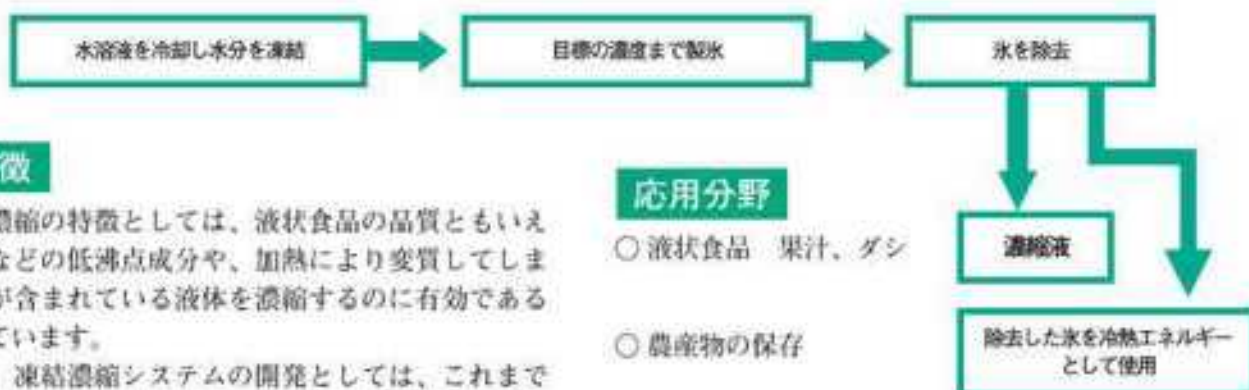 水溶液を冷却し水分を凍結
目標の濃度まで製氷
氷を除去
徴
濃縮の特徴としては、液状食品の品質ともいえ
などの低沸点成分や、加熱により変質してしま
が含まれている液体を濃縮するのに有効である
ています。
凍結濃縮システムの開発としては、これまで
応用分野
○ 液状食品　果汁、ダシ
○ 農産物の保存
濃縮液
除去した氷を冷熱エネルギー
として使用